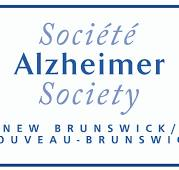 Société
Alzheimer
Society
NEW BRUNSWICK/
OUVEAU-BRUNSWIC